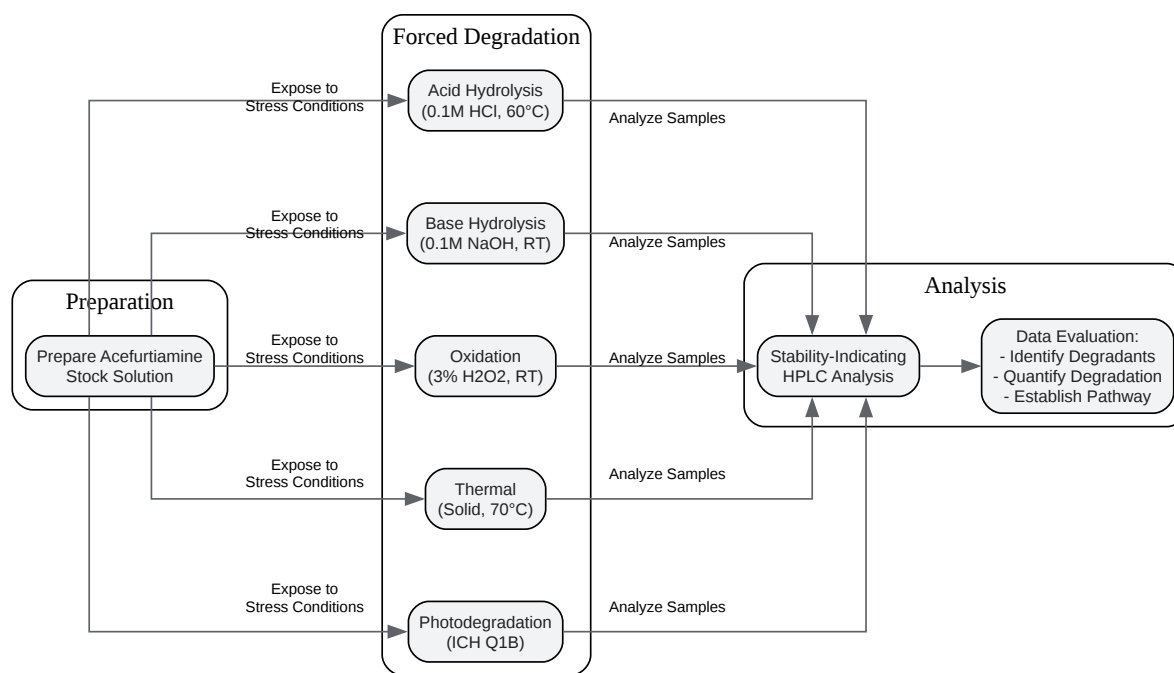 Forced Degradation
Expose to
Stress Conditions
Acid Hydrolysis
(0.1M HCl, 60°C)
Analyze Samples
Expose to
Stress Conditions
Base Hydrolysis
(0.1M NaOH, RT)
Analyze Samples
Preparation
Prepare Acefurtiamine
Stock Solution
Expose to
Stress Conditions
Oxidation
(3% H2O2, RT)
Analyze Samples
Analysis
Stability-Indicating
HPLC Analysis
Data Evaluation:
- Identify Degradants
- Quantify Degradation
- Establish Pathway
Expose to
Stress Conditions
Thermal
(Solid, 70°C)
Analyze Samples
Expose to
Stress Conditions
Photodegradation
(ICH Q1B)
Analyze Samples